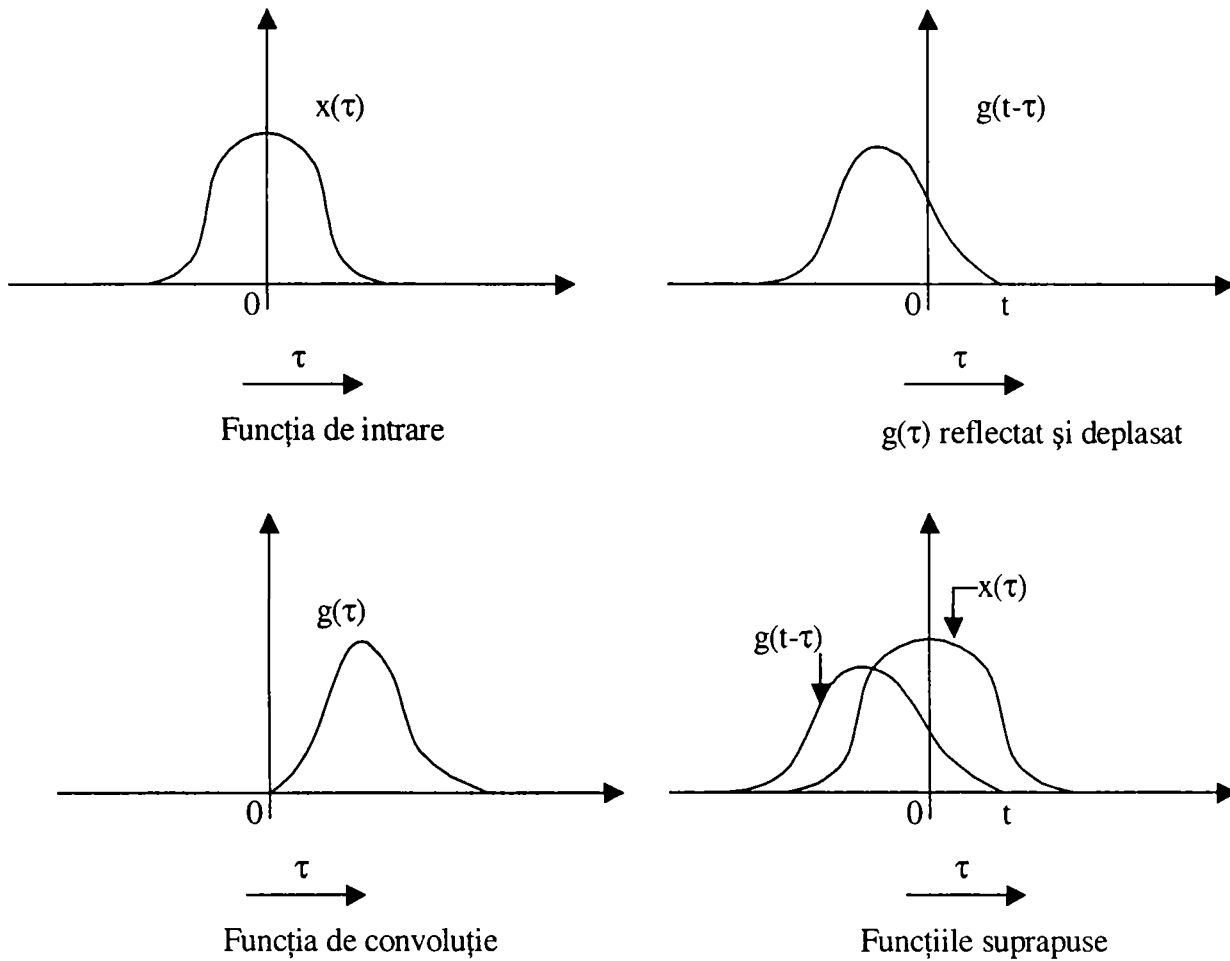 x(τ)
0
τ
Funcția de intrare
g(t-τ)
0 t
τ
g(τ) reflectat și deplasat
g(τ)
0
τ
Funcția de convoluție
g(t-τ)
x(τ)
0 t
τ
Funcțiile suprapuse